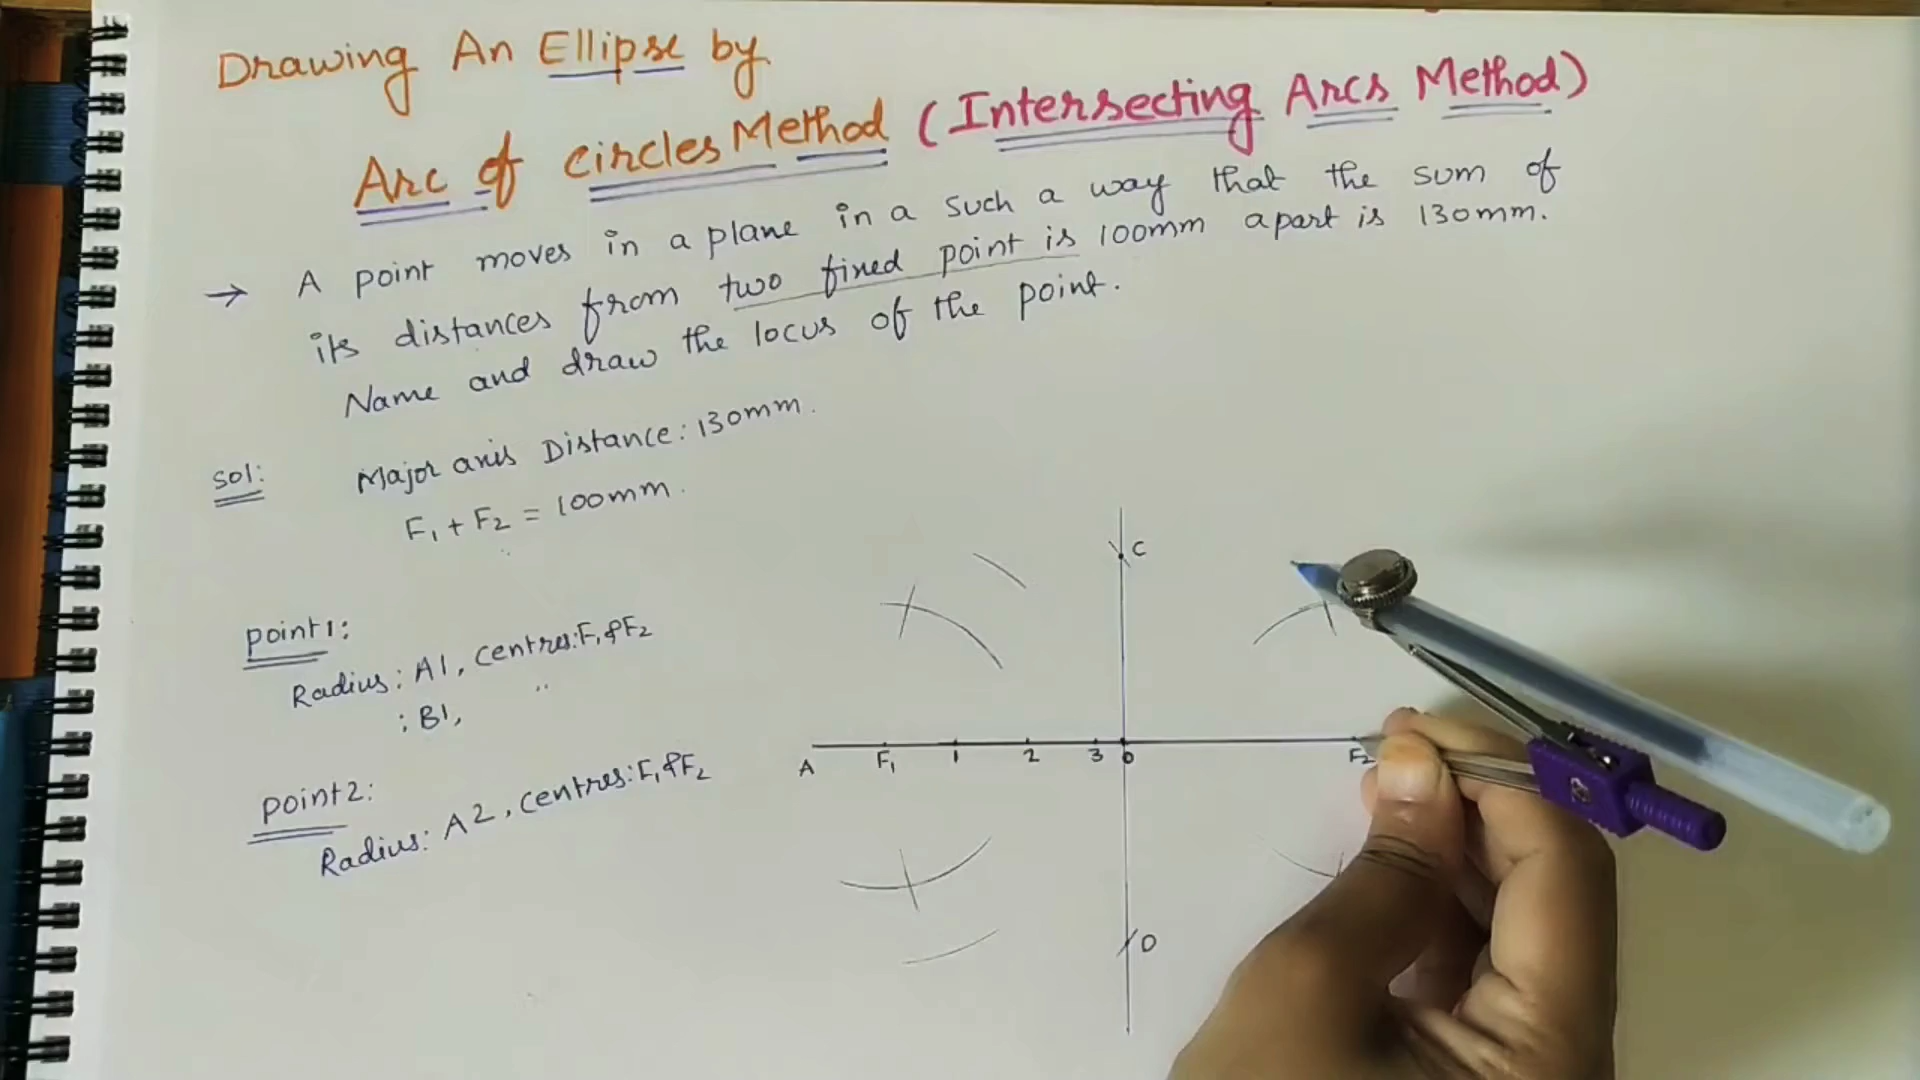 Drawing An Ellipse by
Arc of circles Method (Intersecting Arcs Method)
→ A point moves in a plane in a such a way that the sum of
its distances from two fixed point is 100mm apart is 130mm.
Name and draw the locus of the point.
Sol: Major axis Distance: 130mm.
F1 + F2 = 100mm.
point1:
Radius: A1, centres: F1 & F2
: B1, "
point2:
Radius: A2, centres: F1 & F2
C
A F1 1 2 3 0 F2
D